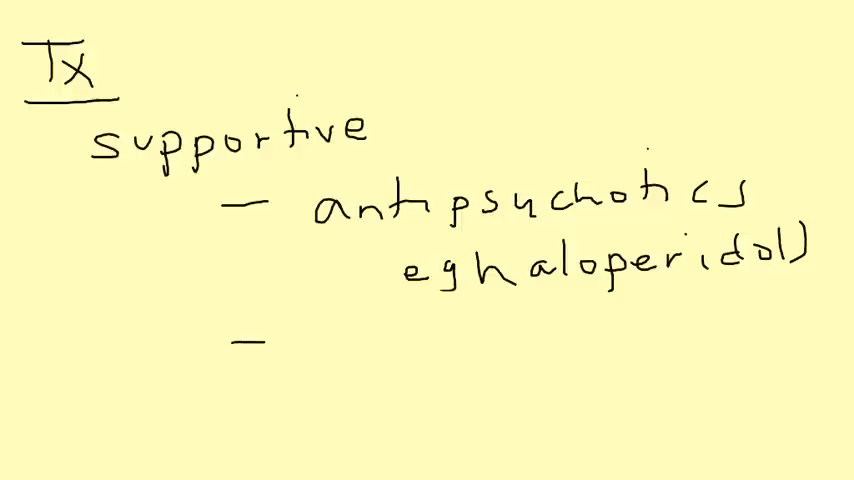 Tx
supportive
— antipsychotics
eg haloperidol)
—